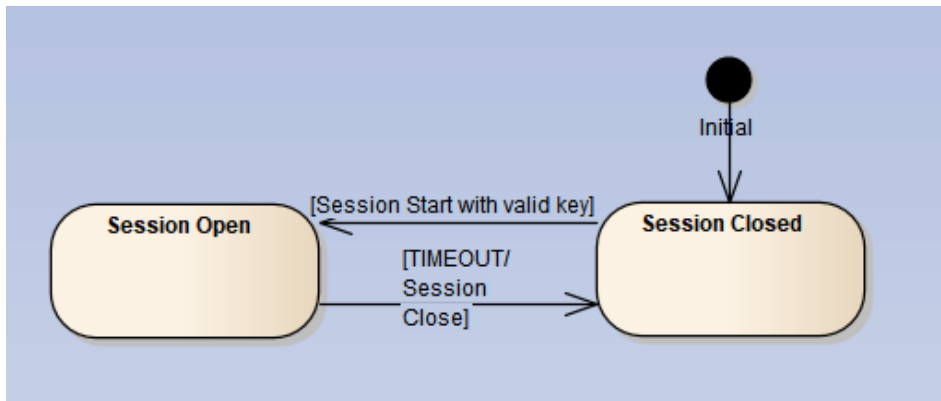 Initial
[Session Start with valid key]
Session Open
Session Closed
[TIMEOUT/
Session
Close]